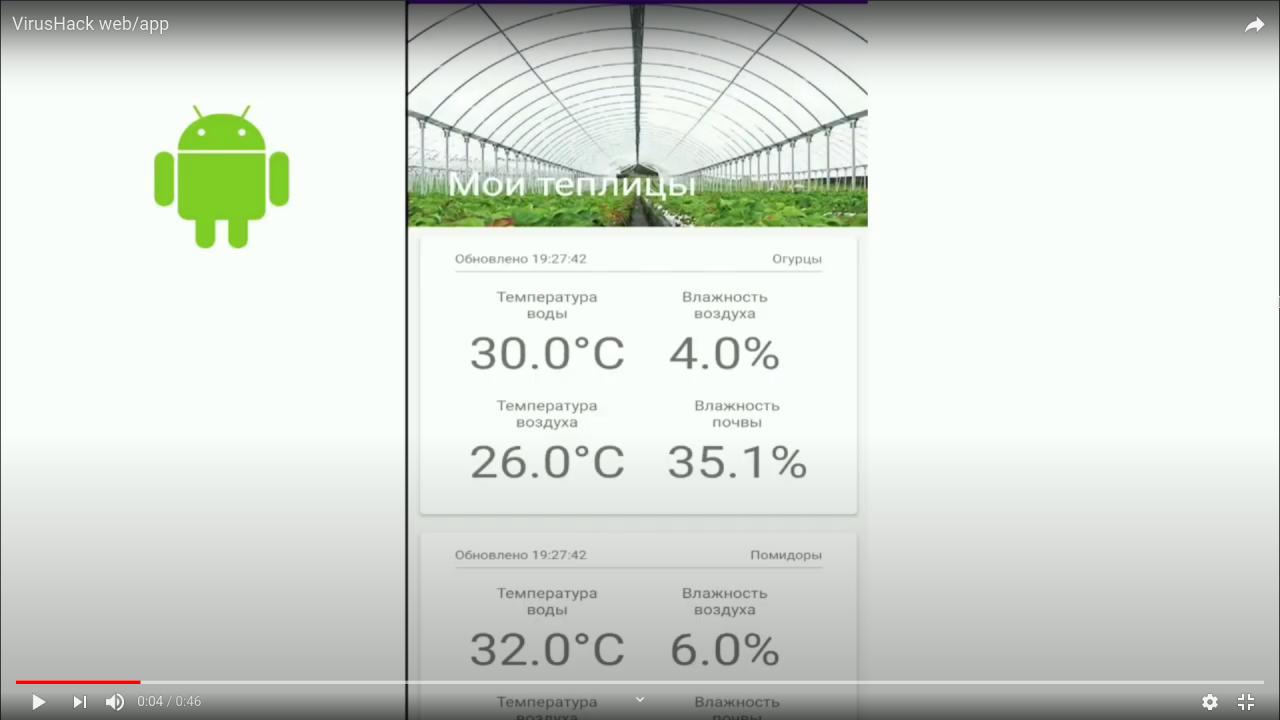 VirusHack web/app
Мои теплицы
Обновлено 19:27:42 Огурцы
Температура воды
Влажность воздуха
30.0°C 4.0%
Температура воздуха
Влажность почвы
26.0°C 35.1%
Обновлено 19:27:42 Помидоры
Температура воды
Влажность воздуха
32.0°C 6.0%
Температура воздуха
Влажность
0:04 / 0:46